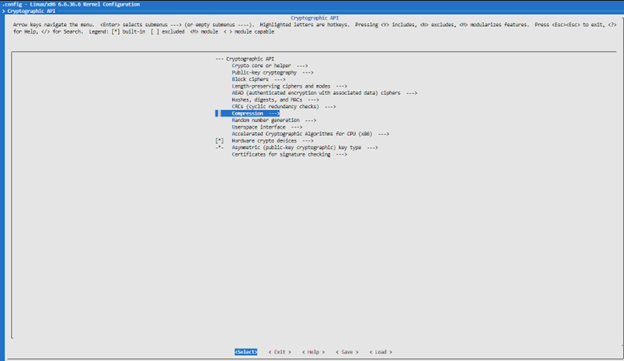 .config - Linux/x86 6.6.36.6 Kernel Configuration
> Cryptographic API
Cryptographic API
Arrow keys navigate the menu. <Enter> selects submenus ---> (or empty submenus ----). Highlighted letters are hotkeys. Pressing <Y> includes, <N> excludes, <M> modularizes features. Press <Esc><Esc> to exit, <?>
for Help, </> for Search. Legend: [*] built-in [ ] excluded <M> module < > module capable
--- Cryptographic API
Crypto core or helper --->
Public-key cryptography --->
Block ciphers --->
Length-preserving ciphers and modes --->
AEAD (authenticated encryption with associated data) ciphers --->
Hashes, digests, and MACs --->
CRCs (cyclic redundancy checks) --->
Compression --->
Random number generation --->
Userspace interface --->
Accelerated Cryptographic Algorithms for CPU (x86) --->
[*] Hardware crypto devices --->
-*- Asymmetric (public-key cryptographic) key type --->
Certificates for signature checking --->
<Select> < Exit > < Help > < Save > < Load >